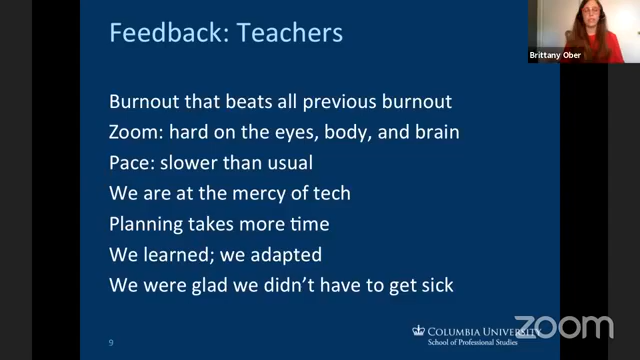 Feedback: Teachers
Brittany Ober
Burnout that beats all previous burnout
Zoom: hard on the eyes, body, and brain
Pace: slower than usual
We are at the mercy of tech
Planning takes more time
We learned; we adapted
We were glad we didn't have to get sick
9
COLUMBIA UNIVERSITY
School of Professional Studies
zoom